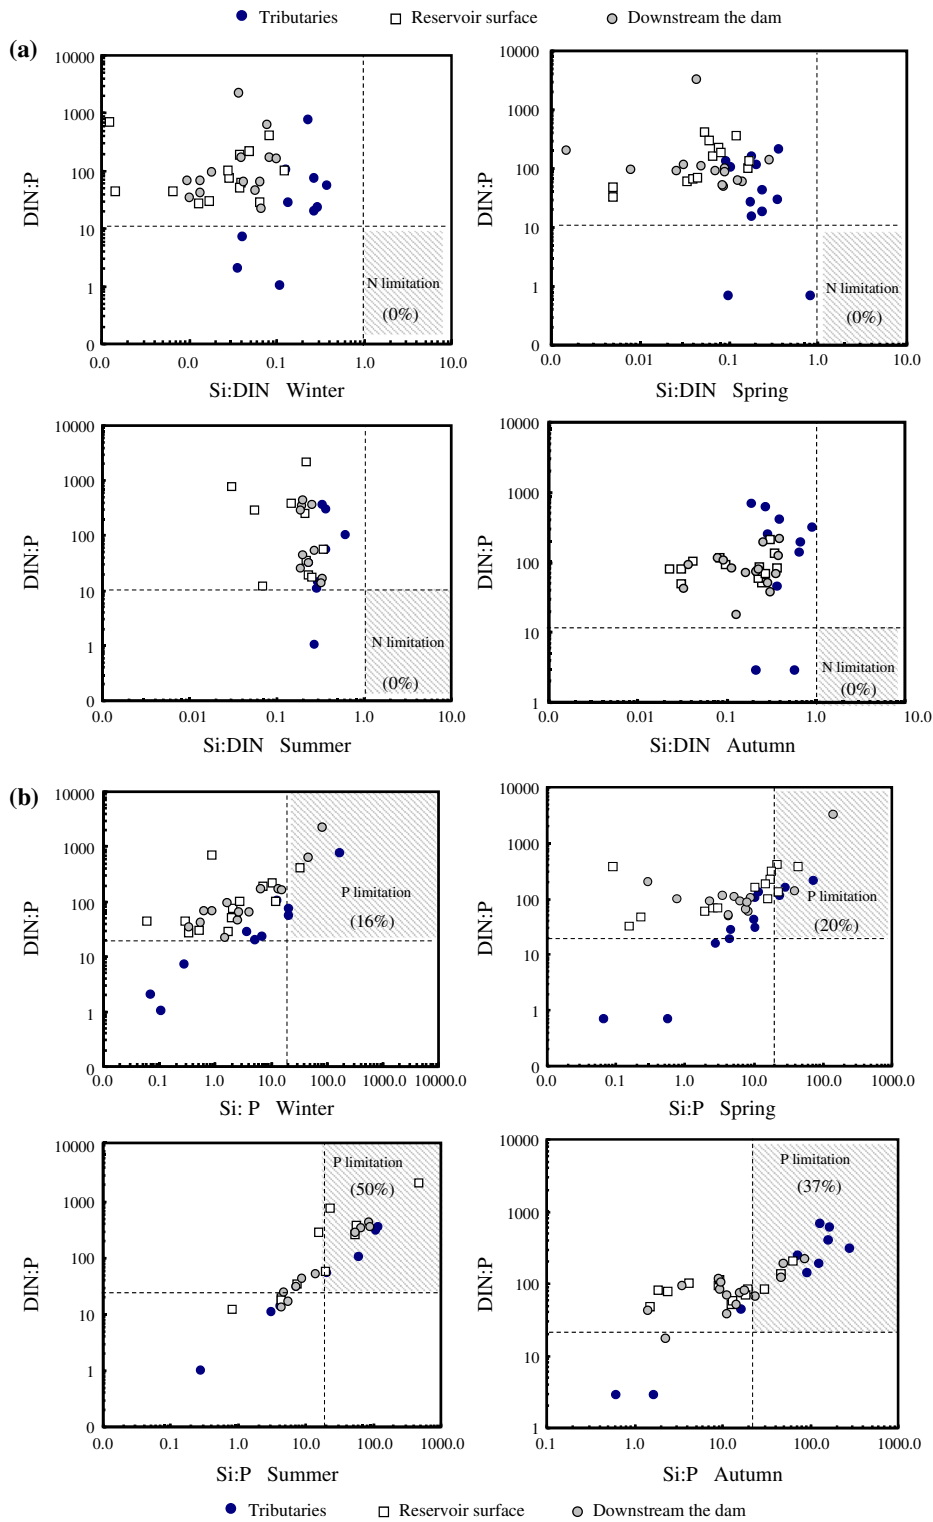 Tributaries Reservoir surface Downstream the dam
(a)
10000 1000 100 10 1 0
DIN:P
N limitation
(0%)
0.0 0.0 0.0 0.1 1.0 10.0
Si:DIN Winter
10000 1000 100 10 1 0
DIN:P
N limitation
(0%)
0.0 0.01 0.1 1.0 10.0
Si:DIN Spring
10000 1000 100 10 1 0
DIN:P
N limitation
(0%)
0.0 0.01 0.1 1.0 10.0
Si:DIN Summer
10000 1000 100 10 1
DIN:P
N limitation
(0%)
0.0 0.01 0.1 1.0 10.0
Si:DIN Autumn
(b)
10000 1000 100 10 1 0
DIN:P
P limitation
(16%)
0.0 0.1 1.0 10.0 100.0 1000.0 10000.0
Si: P Winter
10000 1000 100 10 1 0
DIN:P
P limitation
(20%)
0.0 0.1 1.0 10.0 100.0 1000.0
Si:P Spring
10000 1000 100 10 1 0
DIN:P
P limitation
(50%)
0.0 0.1 1.0 10.0 100.0 1000.0
Si:P Summer
10000 1000 100 10 1
DIN:P
P limitation
(37%)
0.1 1.0 10.0 100.0 1000.0
Si:P Autumn
Tributaries Reservoir surface Downstream the dam